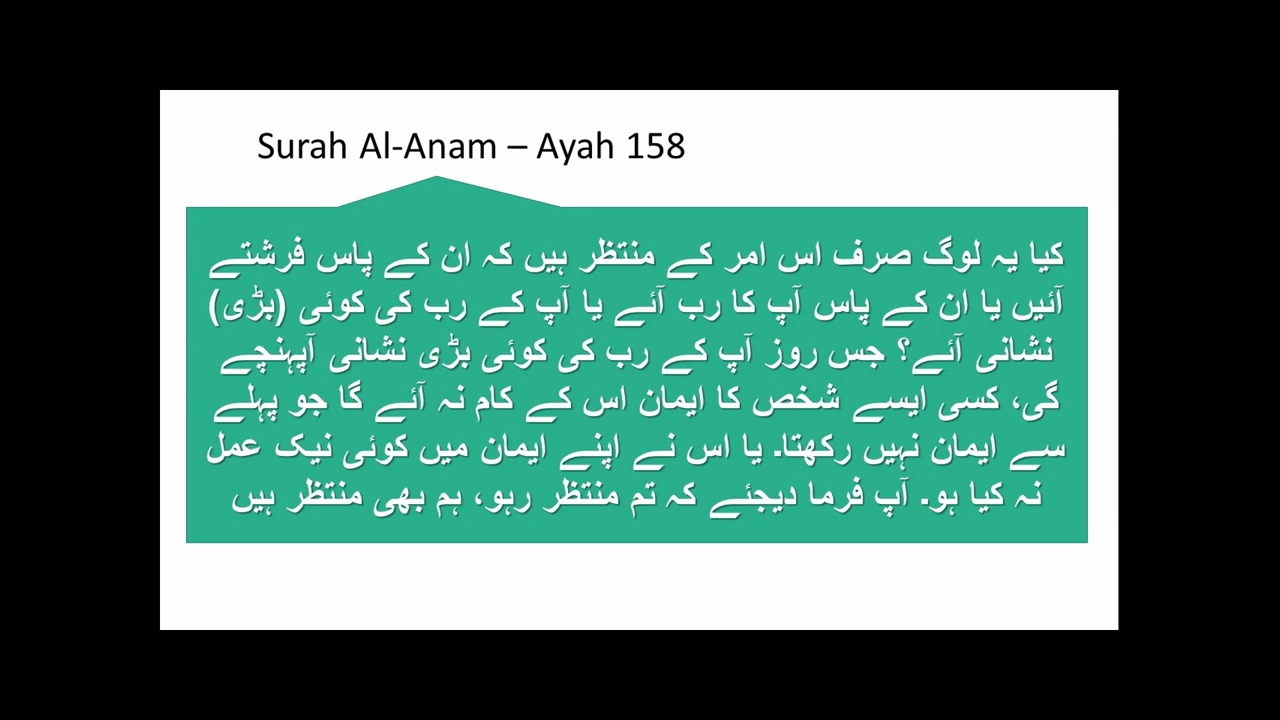 Surah Al-Anam – Ayah 158
کیا یہ لوگ صرف اس امر کے منتظر ہیں کہ ان کے پاس فرشتے
آئیں یا ان کے پاس آپ کا رب آئے یا آپ کے رب کی کوئی (بڑی)
نشانی آئے؟ جس روز آپ کے رب کی کوئی بڑی نشانی آپہنچے
گی، کسی ایسے شخص کا ایمان اس کے کام نہ آئے گا جو پہلے
سے ایمان نہیں رکھتا۔ یا اس نے اپنے ایمان میں کوئی نیک عمل
نہ کیا ہو۔ آپ فرما دیجئے کہ تم منتظر رہو، ہم بھی منتظر ہیں